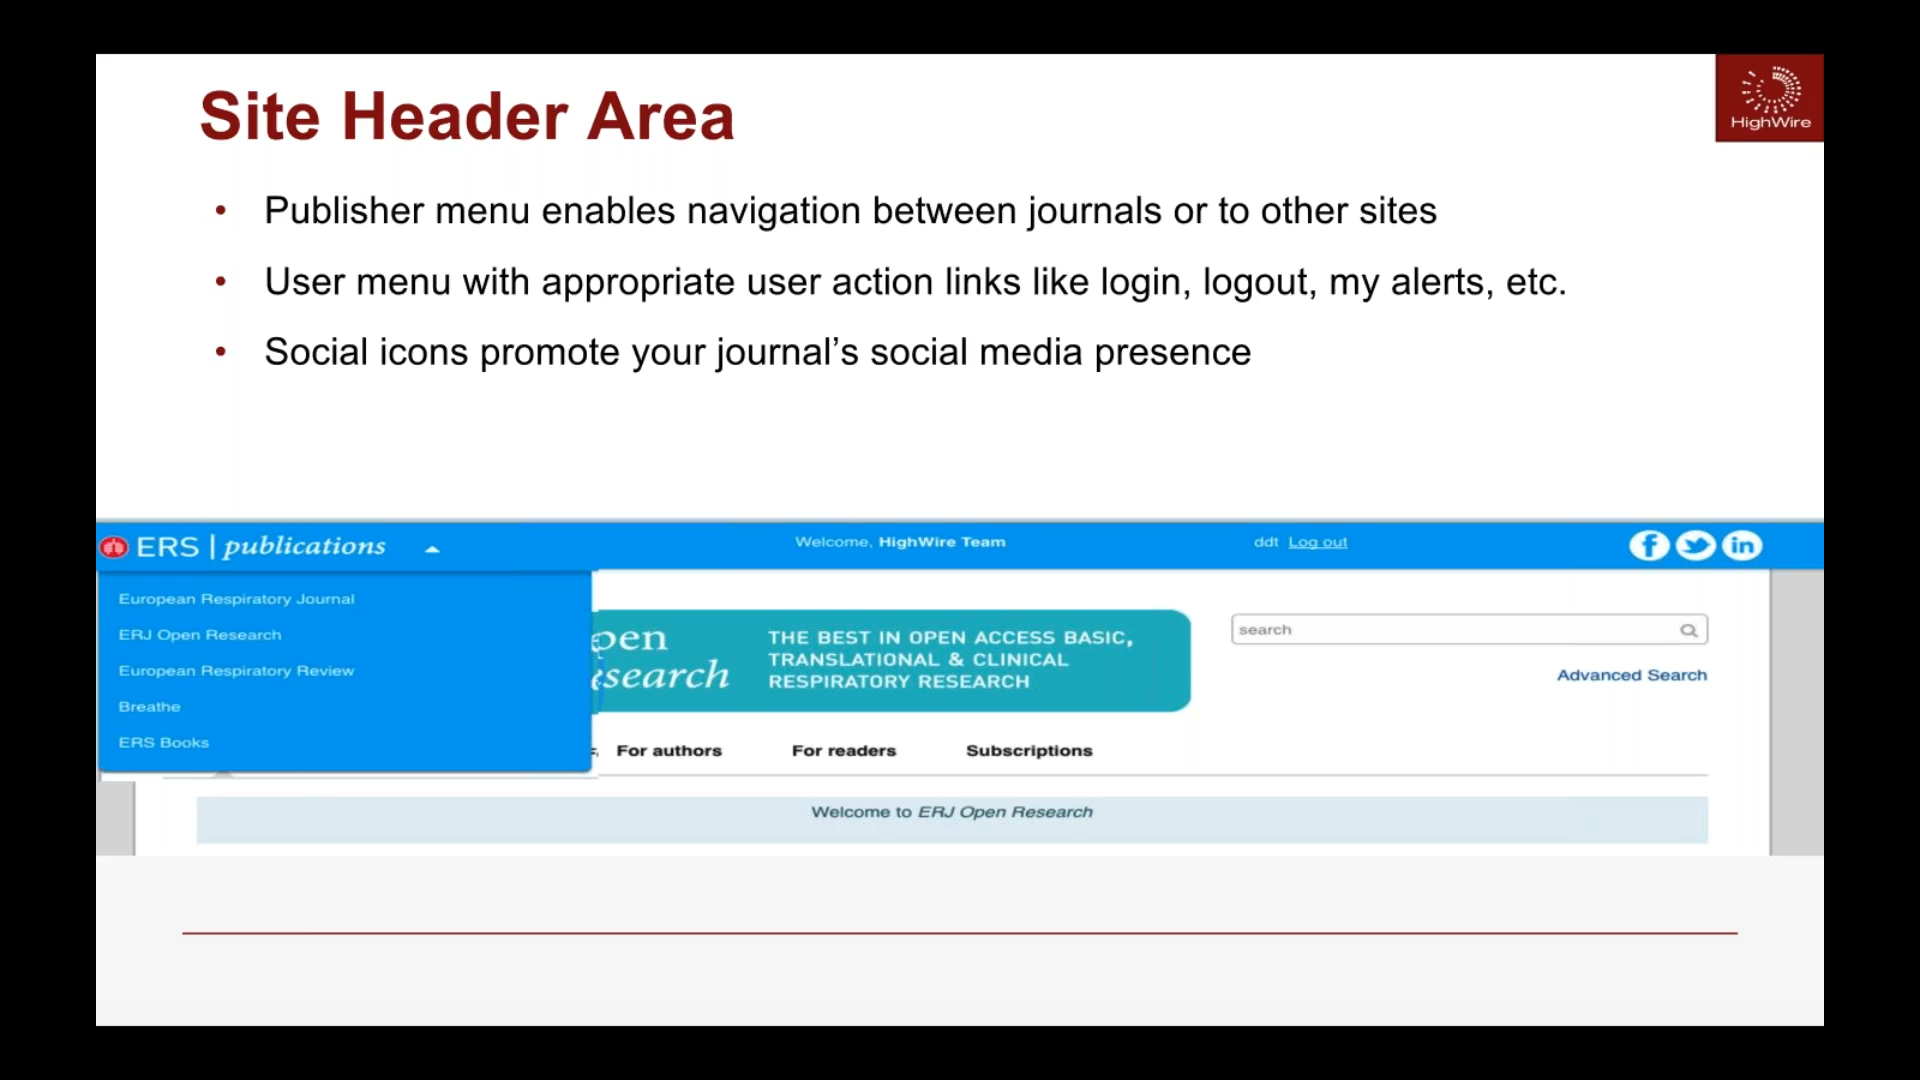 Site Header Area
HighWire
• Publisher menu enables navigation between journals or to other sites
• User menu with appropriate user action links like login, logout, my alerts, etc.
• Social icons promote your journal’s social media presence
ERS | publications
Welcome, HighWire Team
ddt Log out
European Respiratory Journal
ERJ Open Research
European Respiratory Review
Breathe
ERS Books
pen
search
THE BEST IN OPEN ACCESS BASIC,
TRANSLATIONAL & CLINICAL
RESPIRATORY RESEARCH
search
Advanced Search
For authors For readers Subscriptions
Welcome to ERJ Open Research